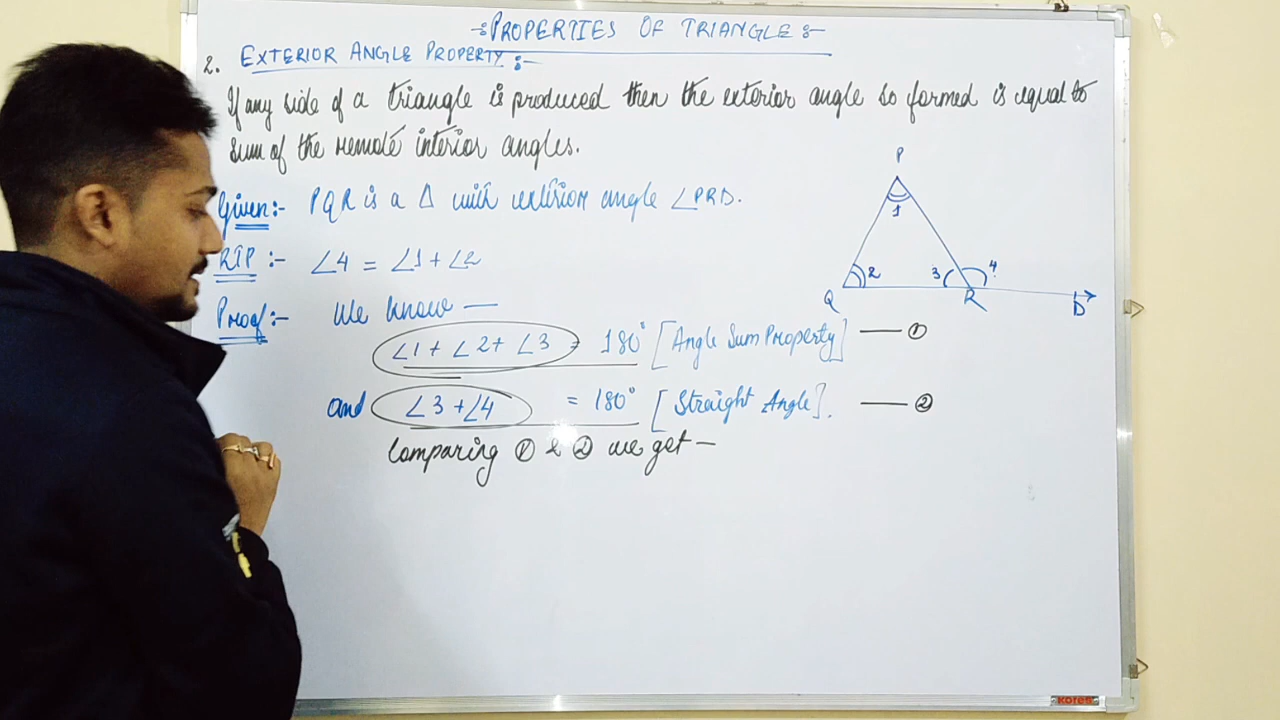 -:PROPERTIES OF TRIANGLE:-
2. EXTERIOR ANGLE PROPERTY:-
If any side of a triangle is produced then the exterior angle so formed is equal to
sum of the remote interior angles.
Given:- PQR is a Δ with exterior angle ∠PRD.
RTP:- ∠4 = ∠1+∠2
Proof:- We know —
∠1+∠2+∠3 = 180° [Angle Sum Property] — ①
and ∠3+∠4 = 180° [Straight Angle]. — ②
Comparing ① & ② we get —
P
1
2
3
4
Q
R
D
Kores